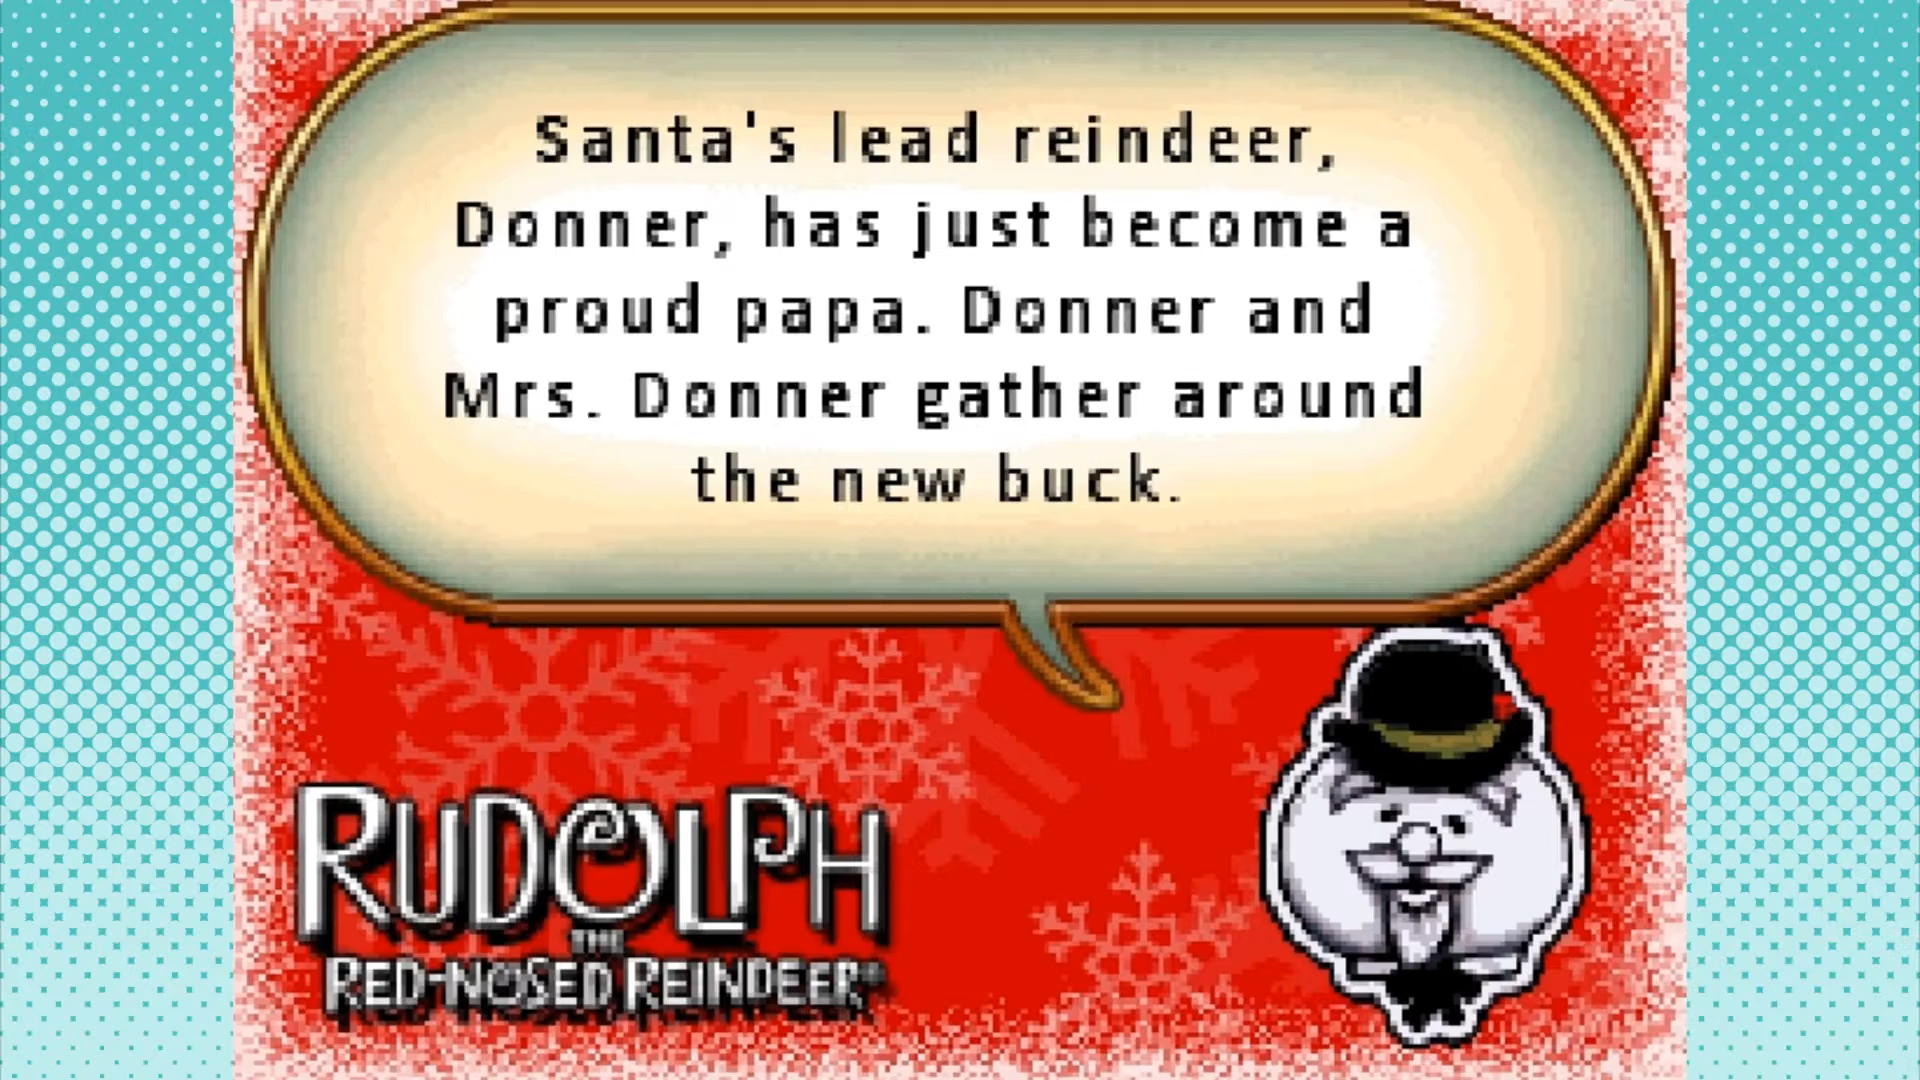 Santa's lead reindeer,
Donner, has just become a
proud papa. Donner and
Mrs. Donner gather around
the new buck.
RUDOLPH
THE
RED-NOSED REINDEER®